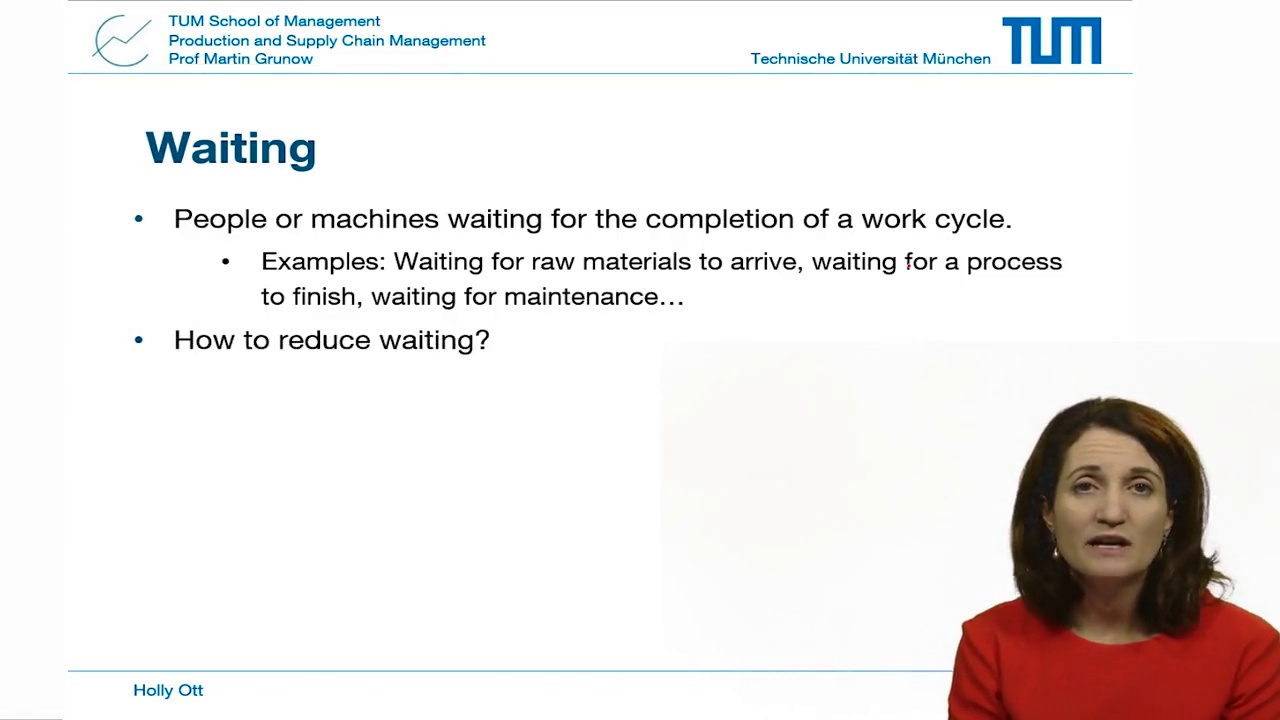 TUM School of Management
Production and Supply Chain Management
Prof Martin Grunow
Technische Universität München
TUM
Waiting
• People or machines waiting for the completion of a work cycle.
• Examples: Waiting for raw materials to arrive, waiting for a process
to finish, waiting for maintenance…
• How to reduce waiting?
Holly Ott